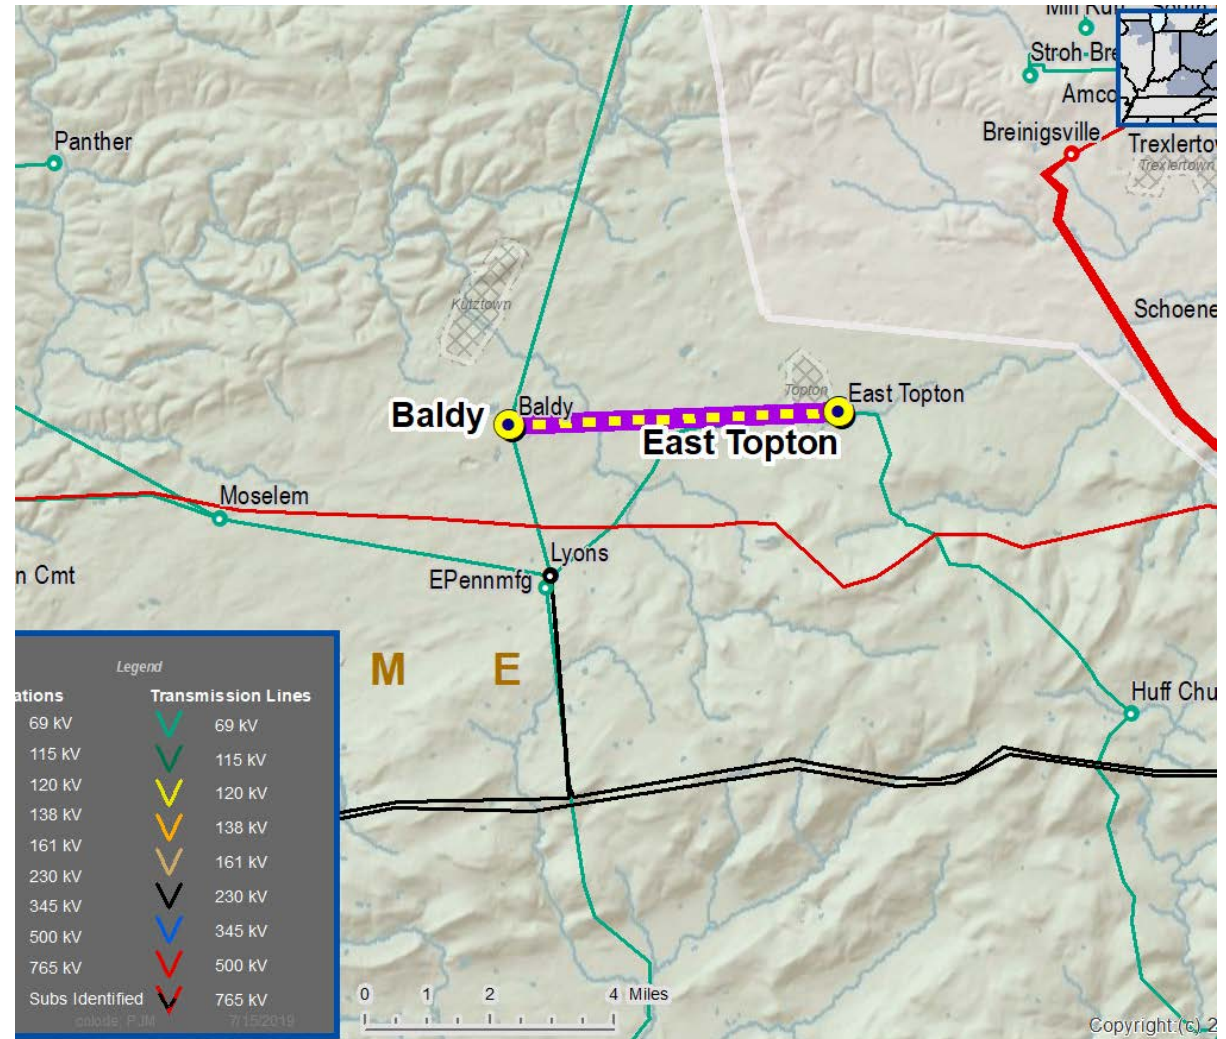 Mill Run
Stroh-Bre
Amco
Panther
Breinigsville
Trexlertow
Trexlertown
Kutztown
Schoene
Topton
East Topton
Baldy
Baldy
East Topton
Moselem
Lyons
n Cmt
EPennmfg
M E
Huff Chu
Legend
ations
Transmission Lines
69 kV
69 kV
115 kV
115 kV
120 kV
120 kV
138 kV
138 kV
161 kV
161 kV
230 kV
230 kV
345 kV
345 kV
500 kV
500 kV
765 kV
765 kV
Subs Identified
7/15/2019
0 1 2 4 Miles
Copyright:(c) 2